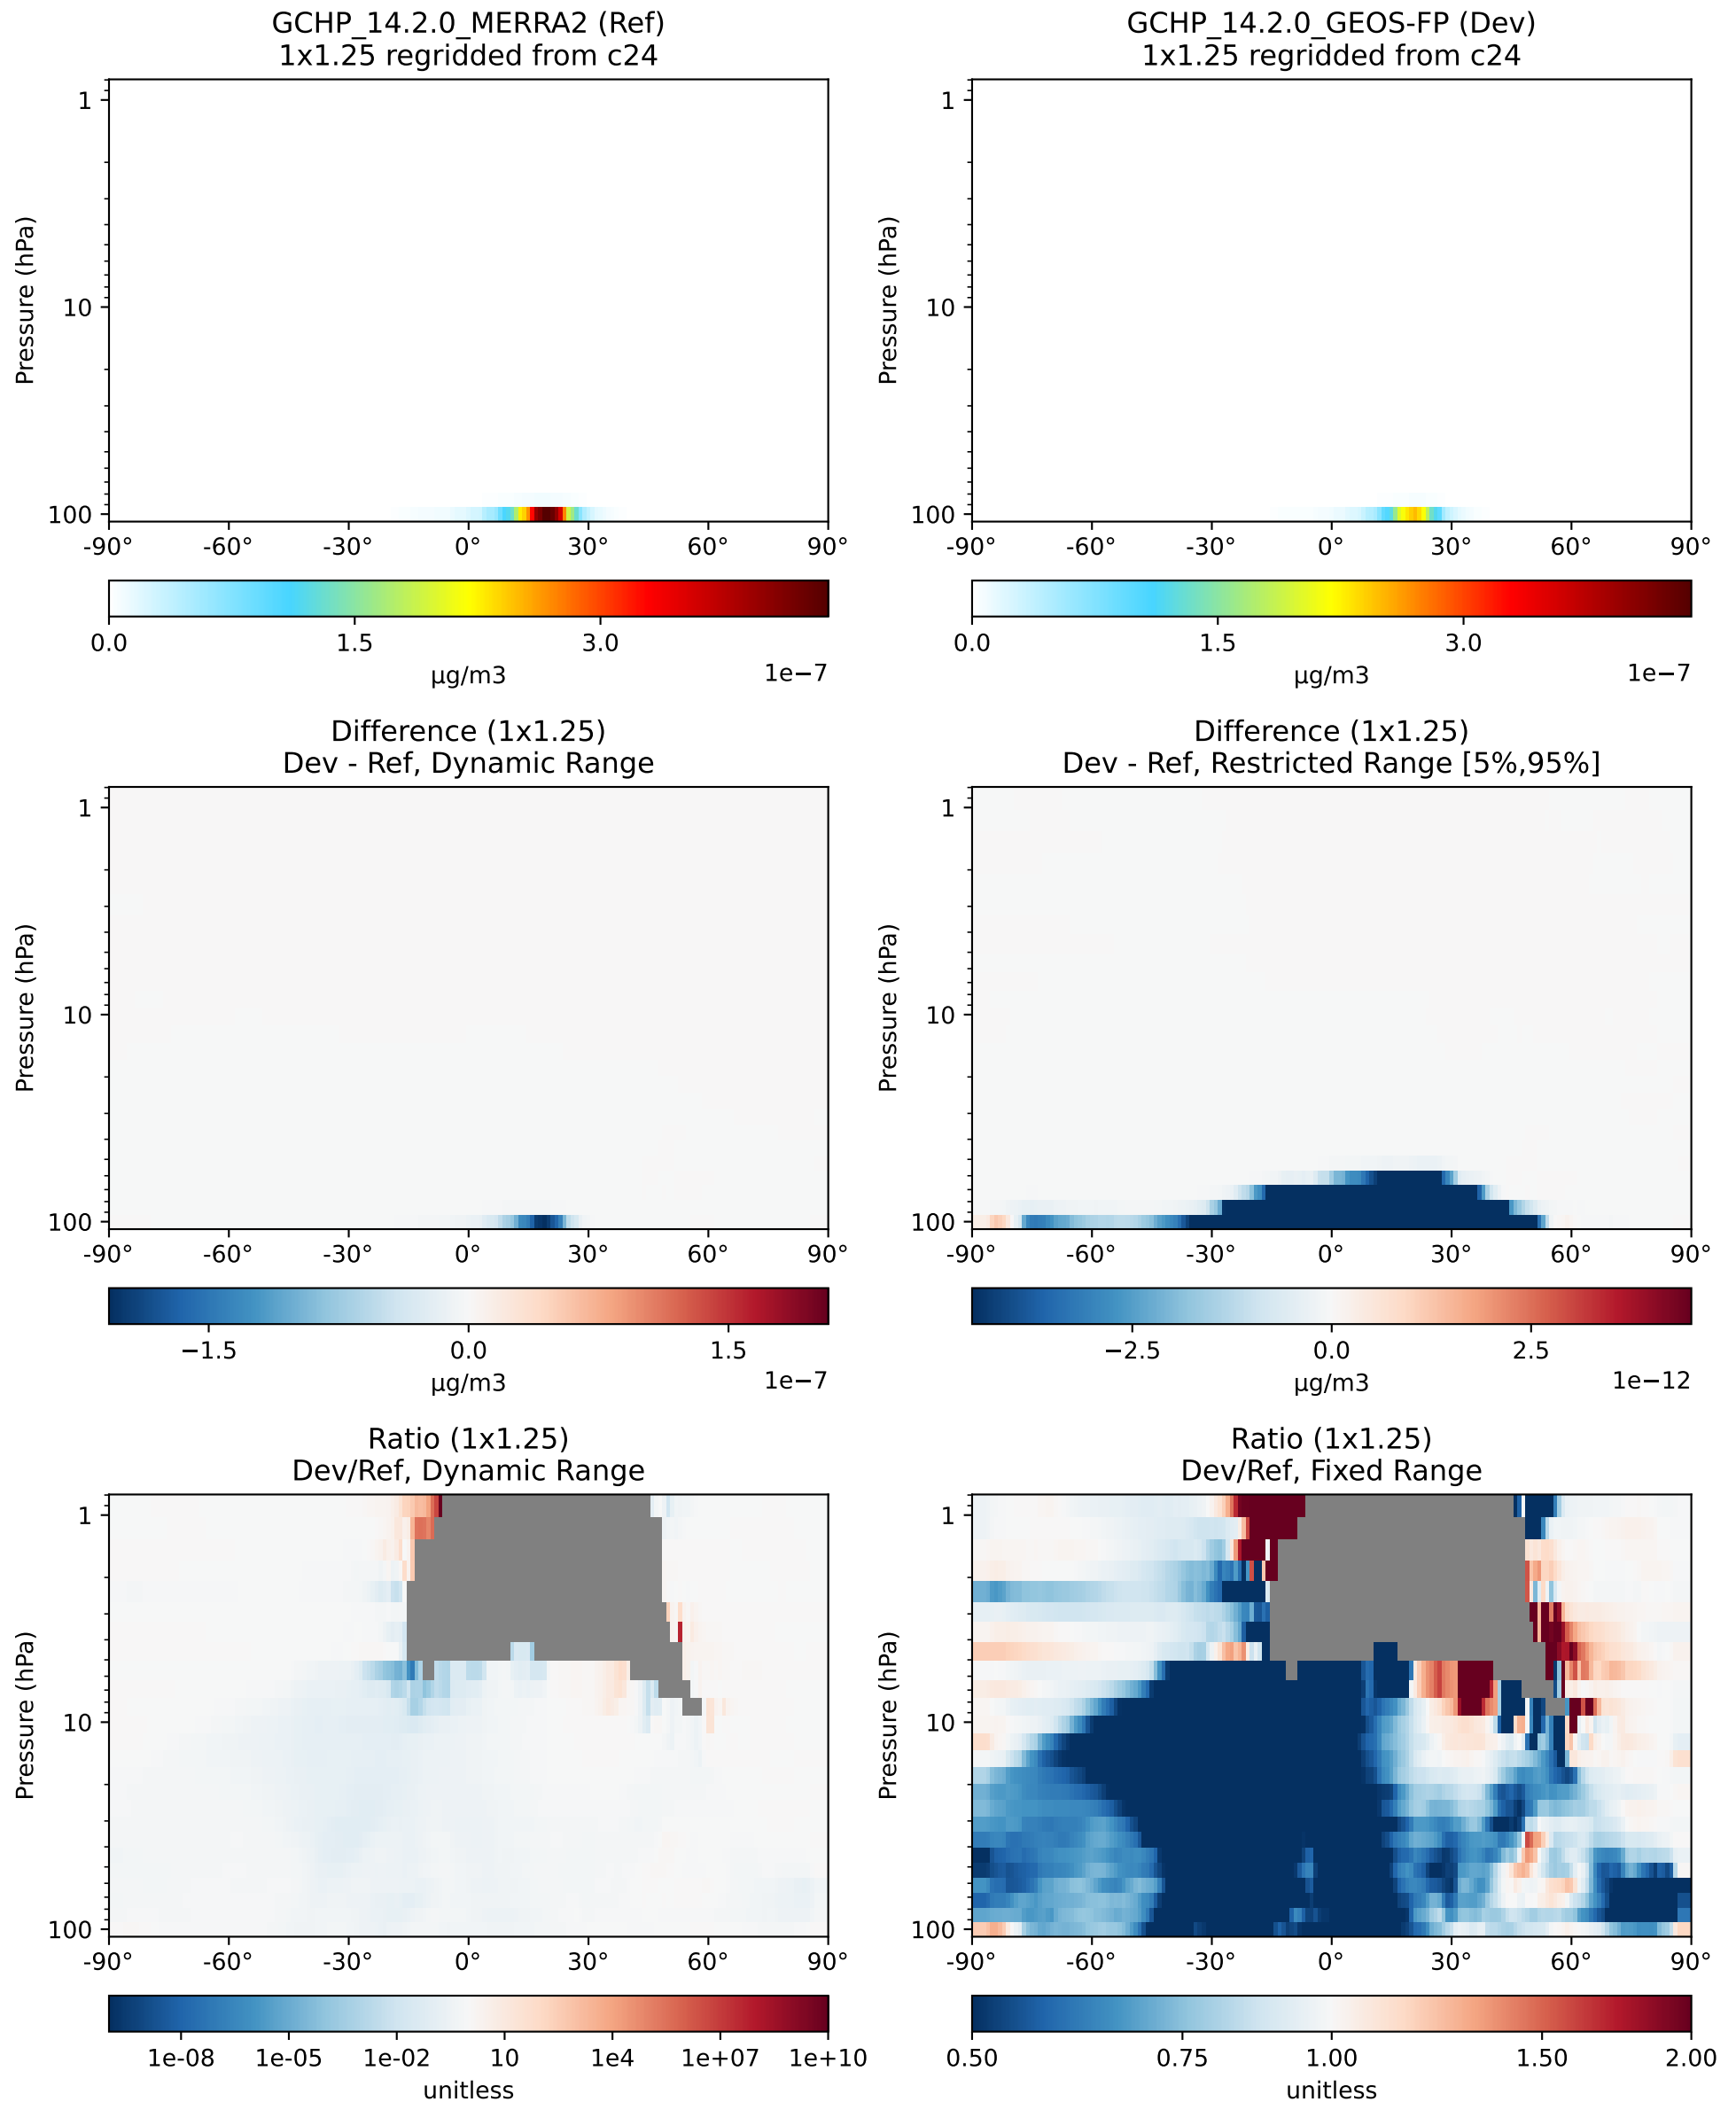 GCHP_14.2.0_MERRA2 (Ref)
1x1.25 regridded from c24
Pressure (hPa)
1
10
100
-90° -60° -30° 0° 30° 60° 90°
0.0 1.5 3.0
1e−7
µg/m3
GCHP_14.2.0_GEOS-FP (Dev)
1x1.25 regridded from c24
Pressure (hPa)
1
10
100
-90° -60° -30° 0° 30° 60° 90°
0.0 1.5 3.0
1e−7
µg/m3
Difference (1x1.25)
Dev - Ref, Dynamic Range
Pressure (hPa)
1
10
100
-90° -60° -30° 0° 30° 60° 90°
−1.5 0.0 1.5
1e−7
µg/m3
Difference (1x1.25)
Dev - Ref, Restricted Range [5%,95%]
Pressure (hPa)
1
10
100
-90° -60° -30° 0° 30° 60° 90°
−2.5 0.0 2.5
1e−12
µg/m3
Ratio (1x1.25)
Dev/Ref, Dynamic Range
Pressure (hPa)
1
10
100
-90° -60° -30° 0° 30° 60° 90°
1e-08 1e-05 1e-02 10 1e+04 1e+07 1e+10
unitless
Ratio (1x1.25)
Dev/Ref, Fixed Range
Pressure (hPa)
1
10
100
-90° -60° -30° 0° 30° 60° 90°
0.50 0.75 1.00 1.50 2.00
unitless